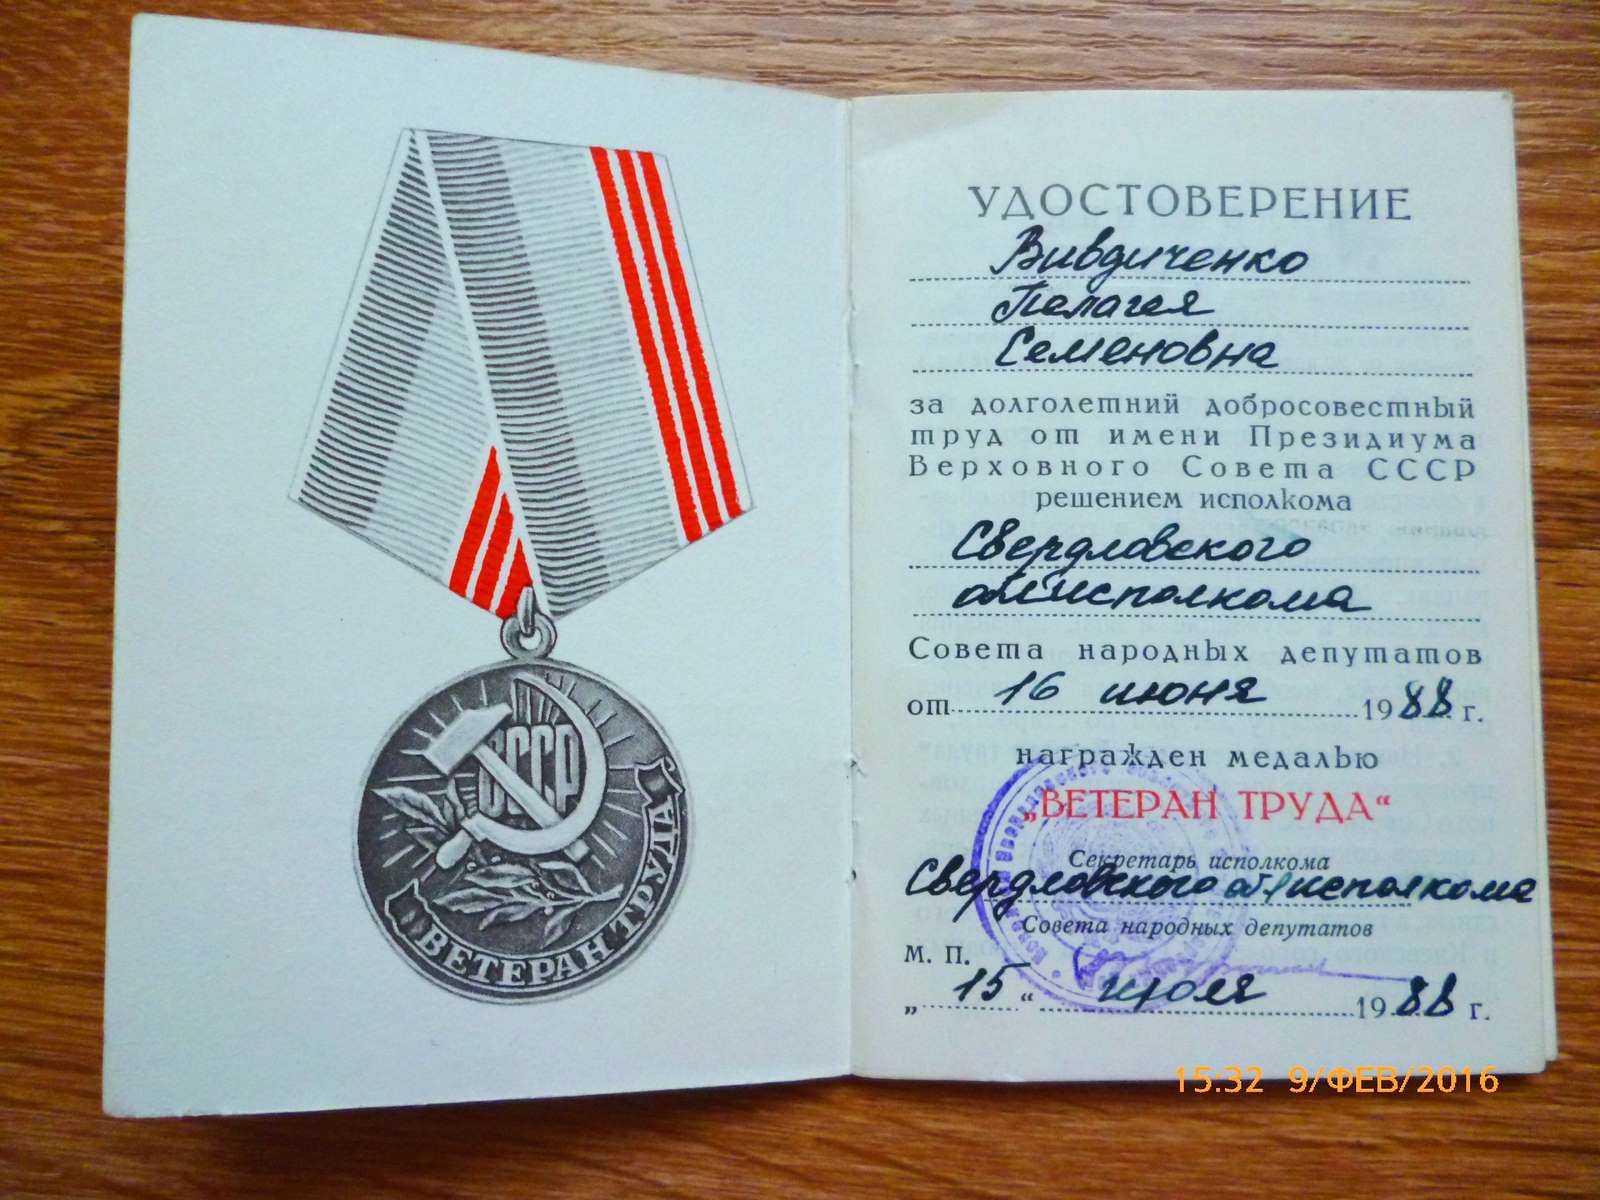 СССР
ВЕТЕРАН ТРУДА
УДОСТОВЕРЕНИЕ
Вивдиченко
Пелагея
Семеновна
за долголетний добросовестный
труд от имени Президиума
Верховного Совета СССР
решением исполкома
Свердловского
облисполкома
Совета народных депутатов
от 16 июня 1988 г.
награжден медалью
„ВЕТЕРАН ТРУДА“
Секретарь исполкома
Свердловского облисполкома
Совета народных депутатов
М. П.
„15“ июля 1988 г.
15:32 9/ФЕВ/2016